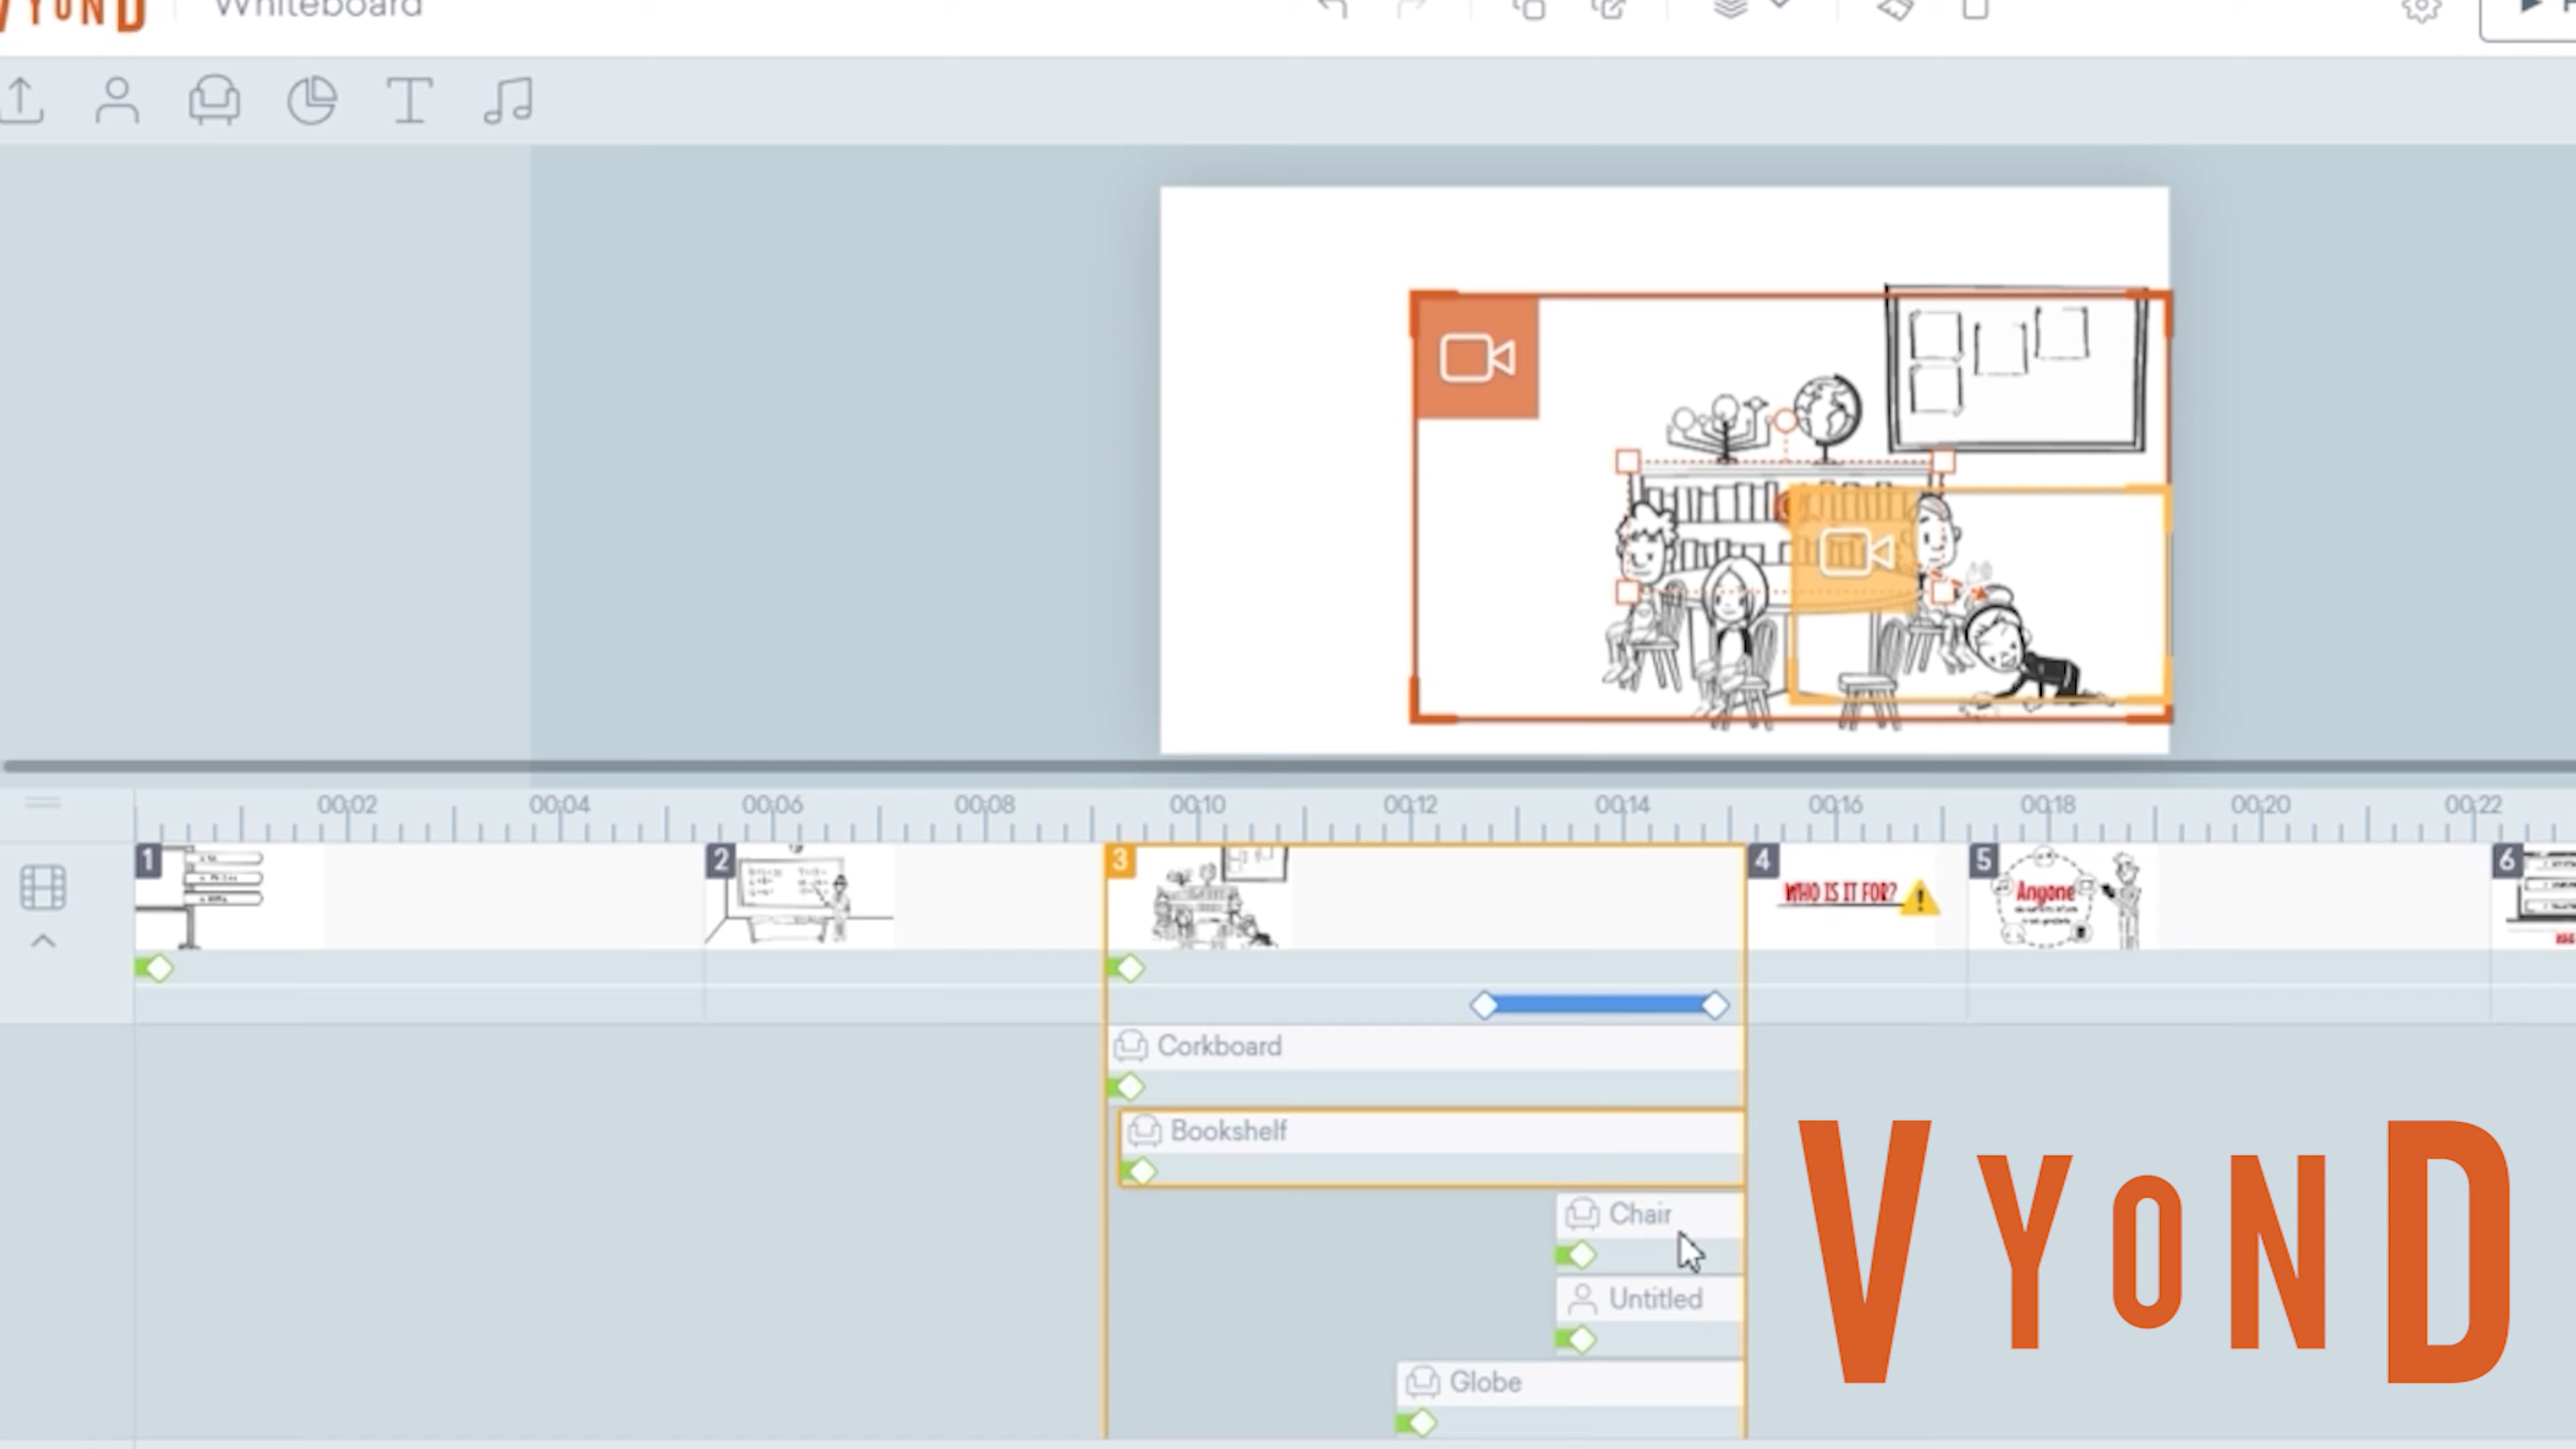 VYOND Whiteboard
00:02 00:04 00:06 00:08 00:10 00:12 00:14 00:16 00:18 00:20 00:22
1 2 3 4 5 6
WHO IS IT FOR?
Anyone
Corkboard
Bookshelf
Chair
Untitled
Globe
VYOND